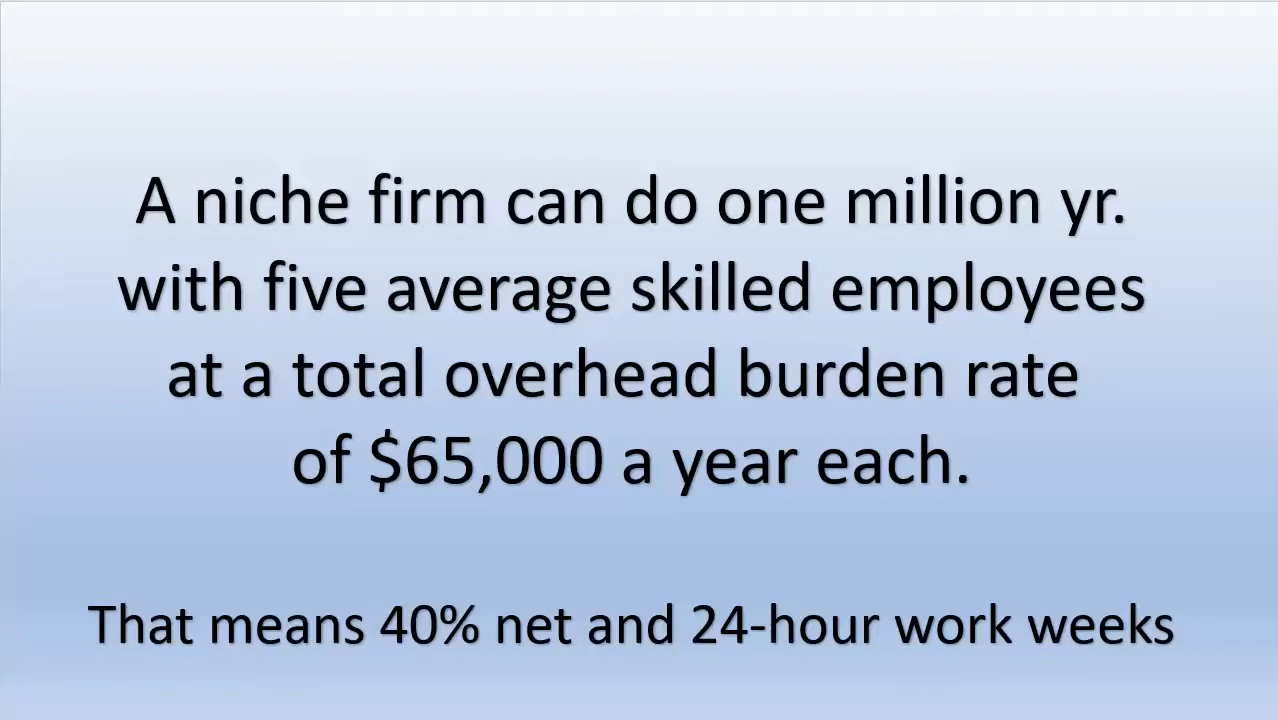 A niche firm can do one million yr.
with five average skilled employees
at a total overhead burden rate
of $65,000 a year each.
That means 40% net and 24-hour work weeks